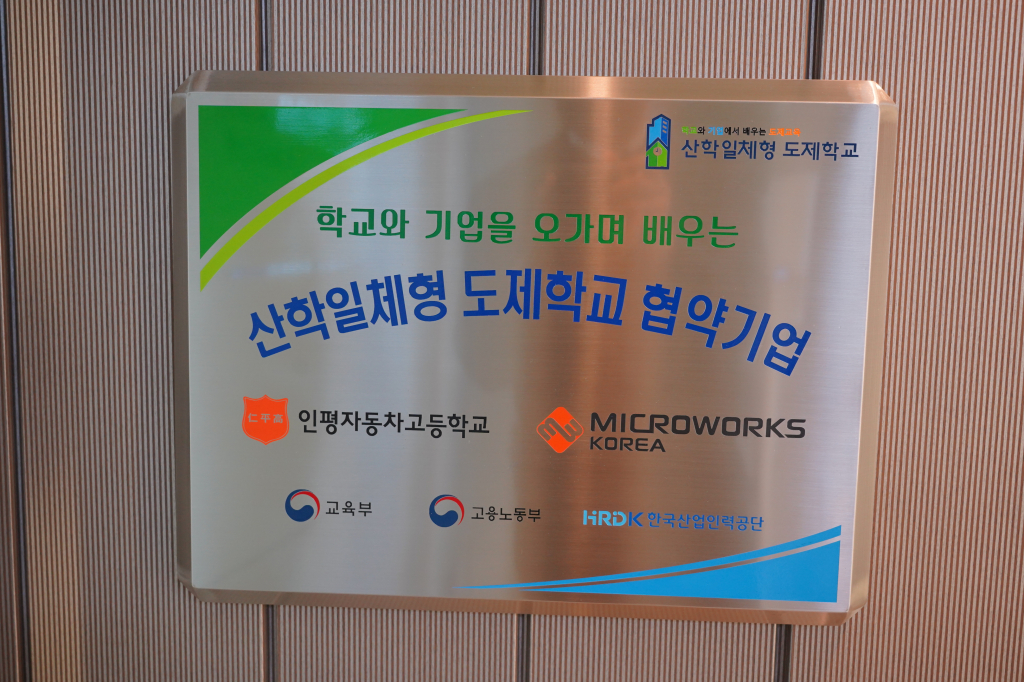 학교와 기업에서 배우는 도제교육
산학일체형 도제학교
학교와 기업을 오가며 배우는
산학일체형 도제학교 협약기업
仁平高 인평자동차고등학교
MICROWORKS
KOREA
교육부
고용노동부
HRDK 한국산업인력공단